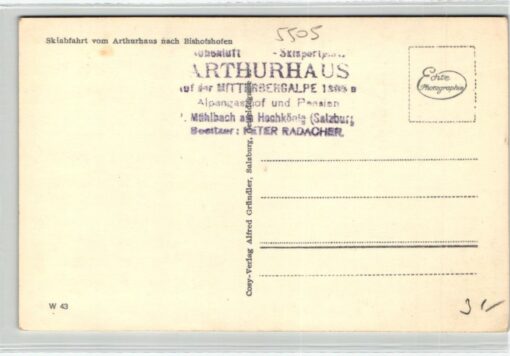 Skiabfahrt vom Arthurhaus nach Bishofshofen
5505
ARTHURHAUS
auf der MITTERBERGALPE
Alpengasthof und Pension
Mühlbach am Hochkönig (Salzburg
Besitzer: PETER RADACHER.
Echte
Photographie
Cosy-Verlag Alfred Gründler, Salzburg,
W 43